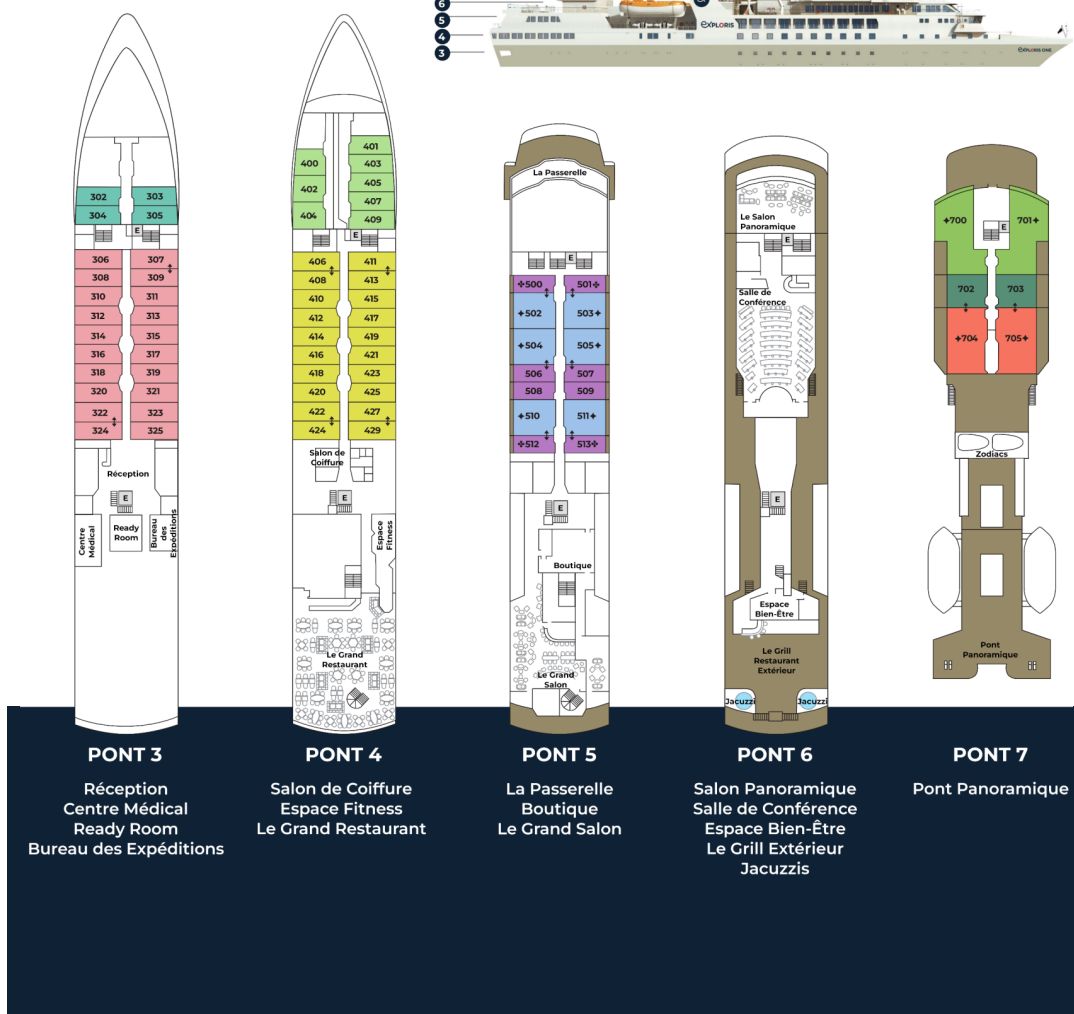 6
5
4
3
EXPLORIS
EXPLORIS ONE
302
303
304
305
E
306
307
308
309
310
311
312
313
314
315
316
317
318
319
320
321
322
323
324
325
Réception
E
Centre
Médical
Ready
Room
Bureau
des
Expéditions
401
400
403
402
405
407
404
409
E
406
411
408
413
410
415
412
417
414
419
416
421
418
423
420
425
422
427
424
429
Salon de
Coiffure
E
Espace
Fitness
Le Grand
Restaurant
La Passerelle
E
500
501
502
503
504
505
506
507
508
509
510
511
512
513
E
Boutique
Le Grand
Salon
Le Salon
Panoramique
E
Salle de
Conférence
E
Espace
Bien-Être
Le Grill
Restaurant
Extérieur
Jacuzzi
Jacuzzi
700
701
E
702
703
704
705
Zodiacs
Pont
Panoramique
PONT 3
Réception
Centre Médical
Ready Room
Bureau des Expéditions
PONT 4
Salon de Coiffure
Espace Fitness
Le Grand Restaurant
PONT 5
La Passerelle
Boutique
Le Grand Salon
PONT 6
Salon Panoramique
Salle de Conférence
Espace Bien-Être
Le Grill Extérieur
Jacuzzis
PONT 7
Pont Panoramique